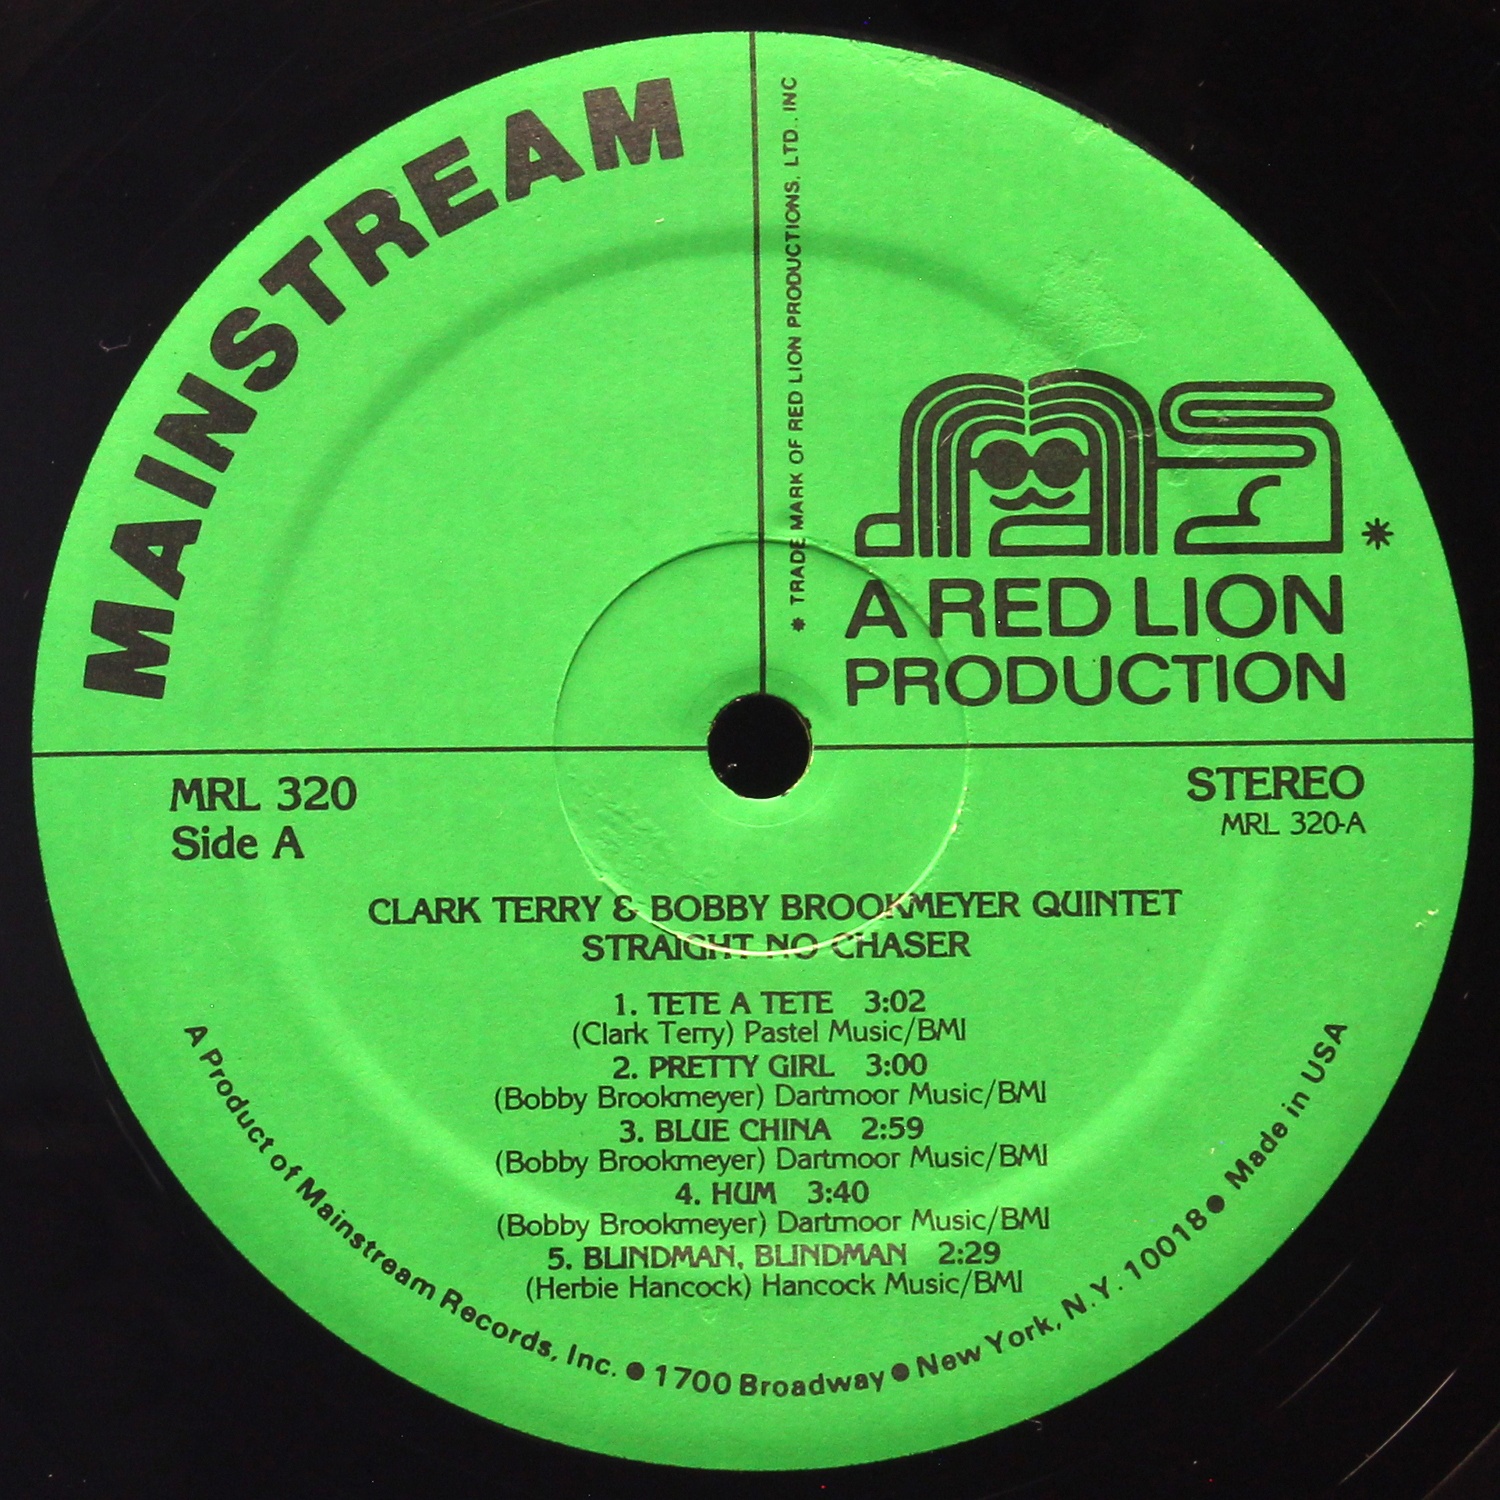 MAINSTREAM
* TRADE MARK OF RED LION PRODUCTIONS, LTD., INC
*
A RED LION
PRODUCTION
MRL 320
Side A
STEREO
MRL 320-A
CLARK TERRY & BOBBY BROOKMEYER QUINTET
STRAIGHT NO CHASER
1. TETE A TETE 3:02
(Clark Terry) Pastel Music/BMI
2. PRETTY GIRL 3:00
(Bobby Brookmeyer) Dartmoor Music/BMI
3. BLUE CHINA 2:59
(Bobby Brookmeyer) Dartmoor Music/BMI
4. HUM 3:40
(Bobby Brookmeyer) Dartmoor Music/BMI
5. BLINDMAN, BLINDMAN 2:29
(Herbie Hancock) Hancock Music/BMI
A Product of Mainstream Records, Inc. ● 1700 Broadway ● New York, N.Y. 10018 ● Made in USA